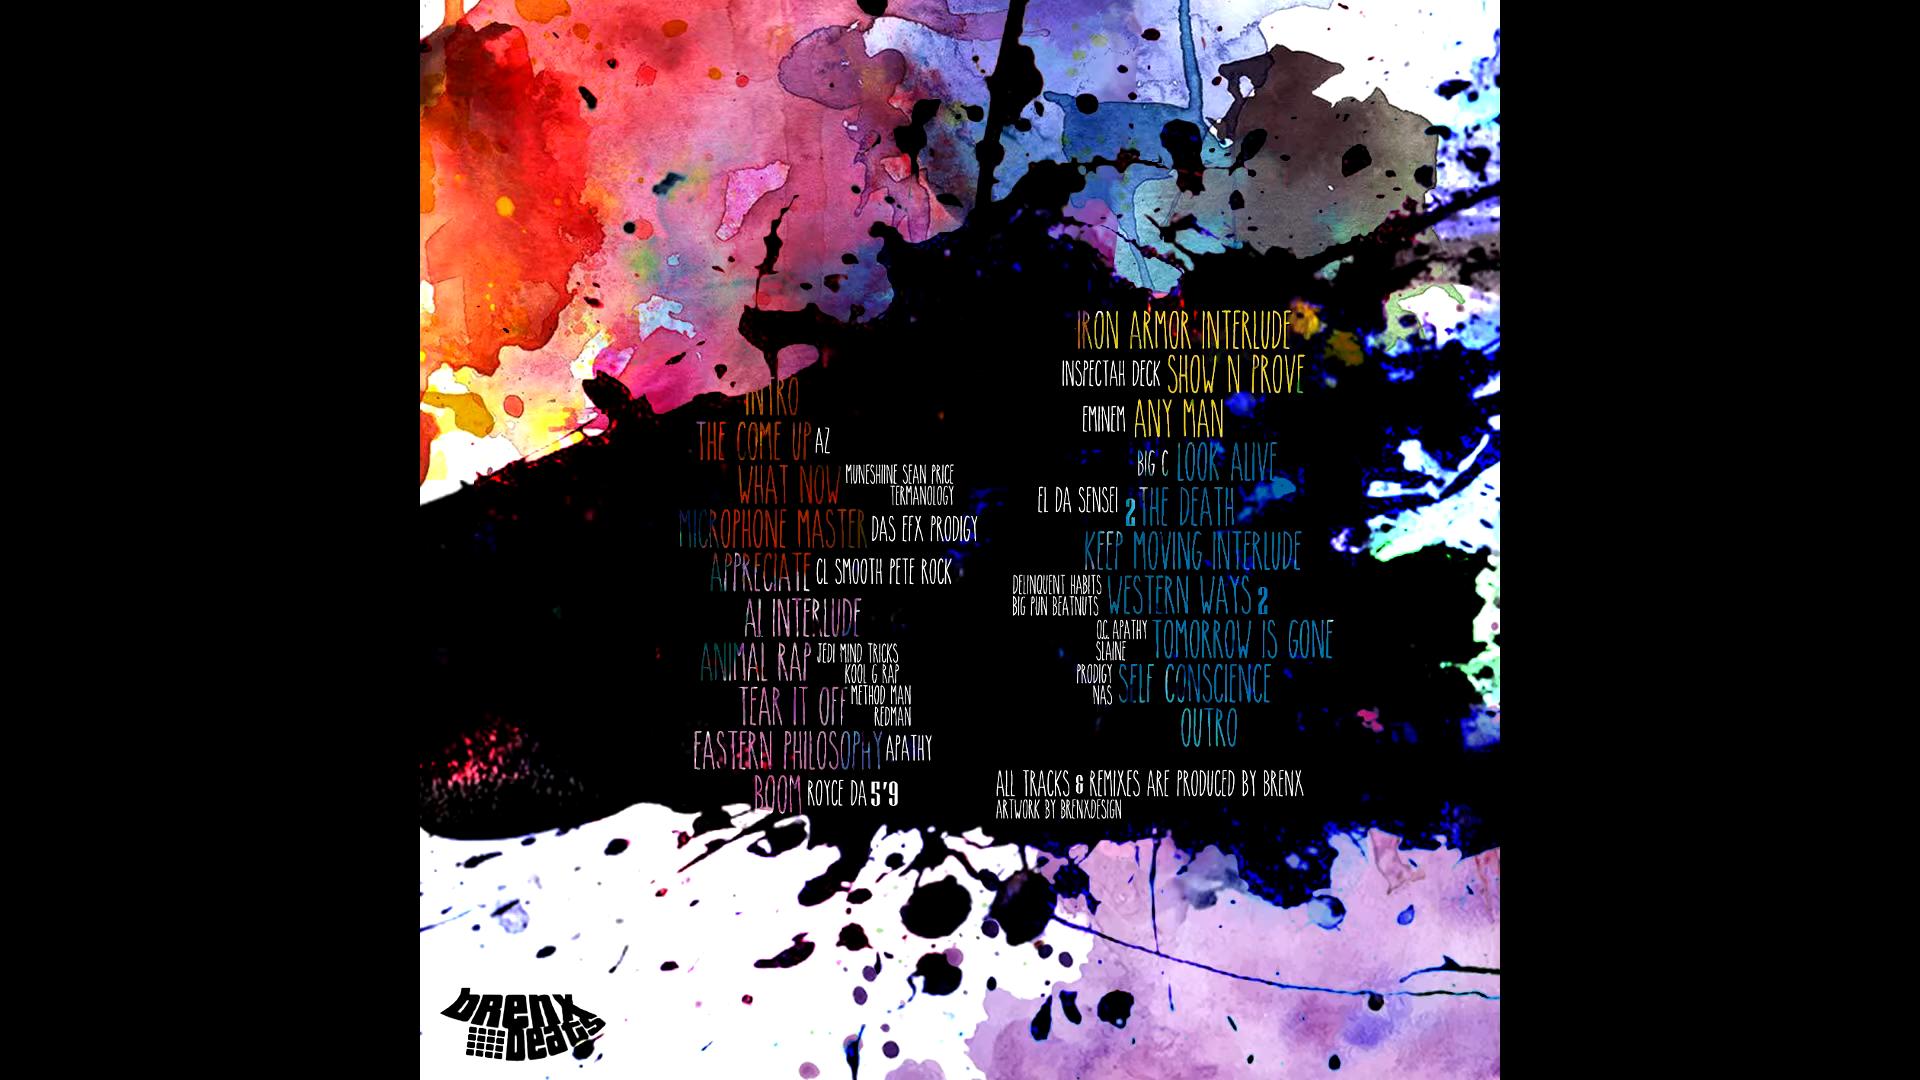 INTRO
THE COME UP AZ
WHAT NOW MUNESHINE SEAN PRICE
TERMANOLOGY
MICROPHONE MASTER DAS EFX PRODIGY
APPRECIATE CL SMOOTH PETE ROCK
AI INTERLUDE
ANIMAL RAP JEDI MIND TRICKS
KOOL G RAP
TEAR IT OFF METHOD MAN
REDMAN
EASTERN PHILOSOPHY APATHY
BOOM ROYCE DA 5'9
IRON ARMOR INTERLUDE
INSPECTAH DECK SHOW N PROVE
EMINEM ANY MAN
BIG C LOOK ALIVE
EL DA SENSEI 2 THE DEATH
KEEP MOVING INTERLUDE
DELINQUENT HABITS
BIG PUN BEATNUTS WESTERN WAYS 2
O.C. APATHY
SLAINE TOMORROW IS GONE
PRODIGY
NAS SELF CONSCIENCE
OUTRO
ALL TRACKS & REMIXES ARE PRODUCED BY BRENX
ARTWORK BY BRENXDESIGN
brenx
beats